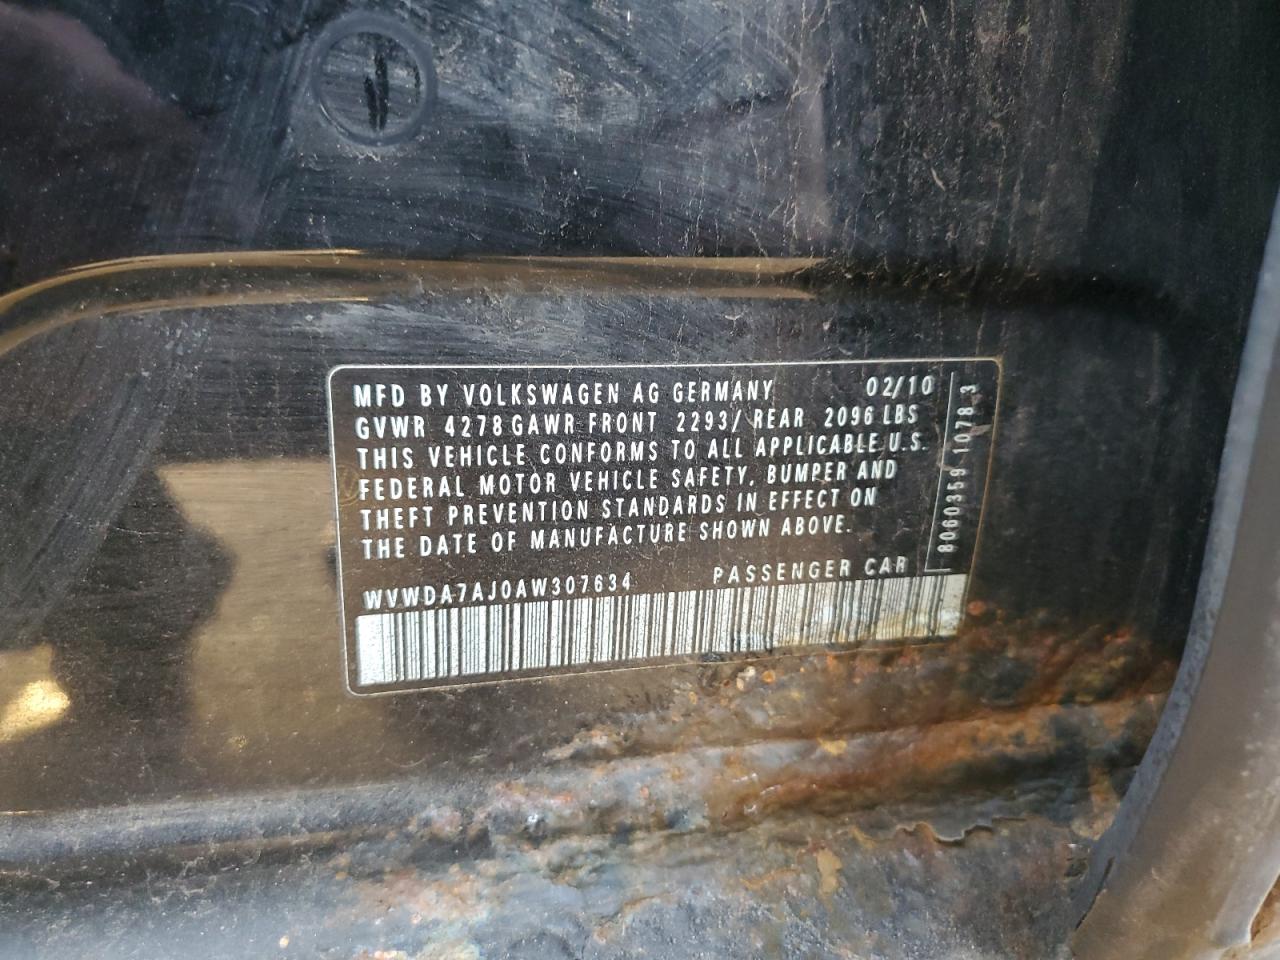 MFD BY VOLKSWAGEN AG GERMANY 02/10
GVWR 4278 GAWR FRONT 2293/ REAR 2096 LBS
THIS VEHICLE CONFORMS TO ALL APPLICABLE U.S.
FEDERAL MOTOR VEHICLE SAFETY, BUMPER AND
THEFT PREVENTION STANDARDS IN EFFECT ON
THE DATE OF MANUFACTURE SHOWN ABOVE.
WVWDA7AJ0AW307634 PASSENGER CAR
8060359 1078 3